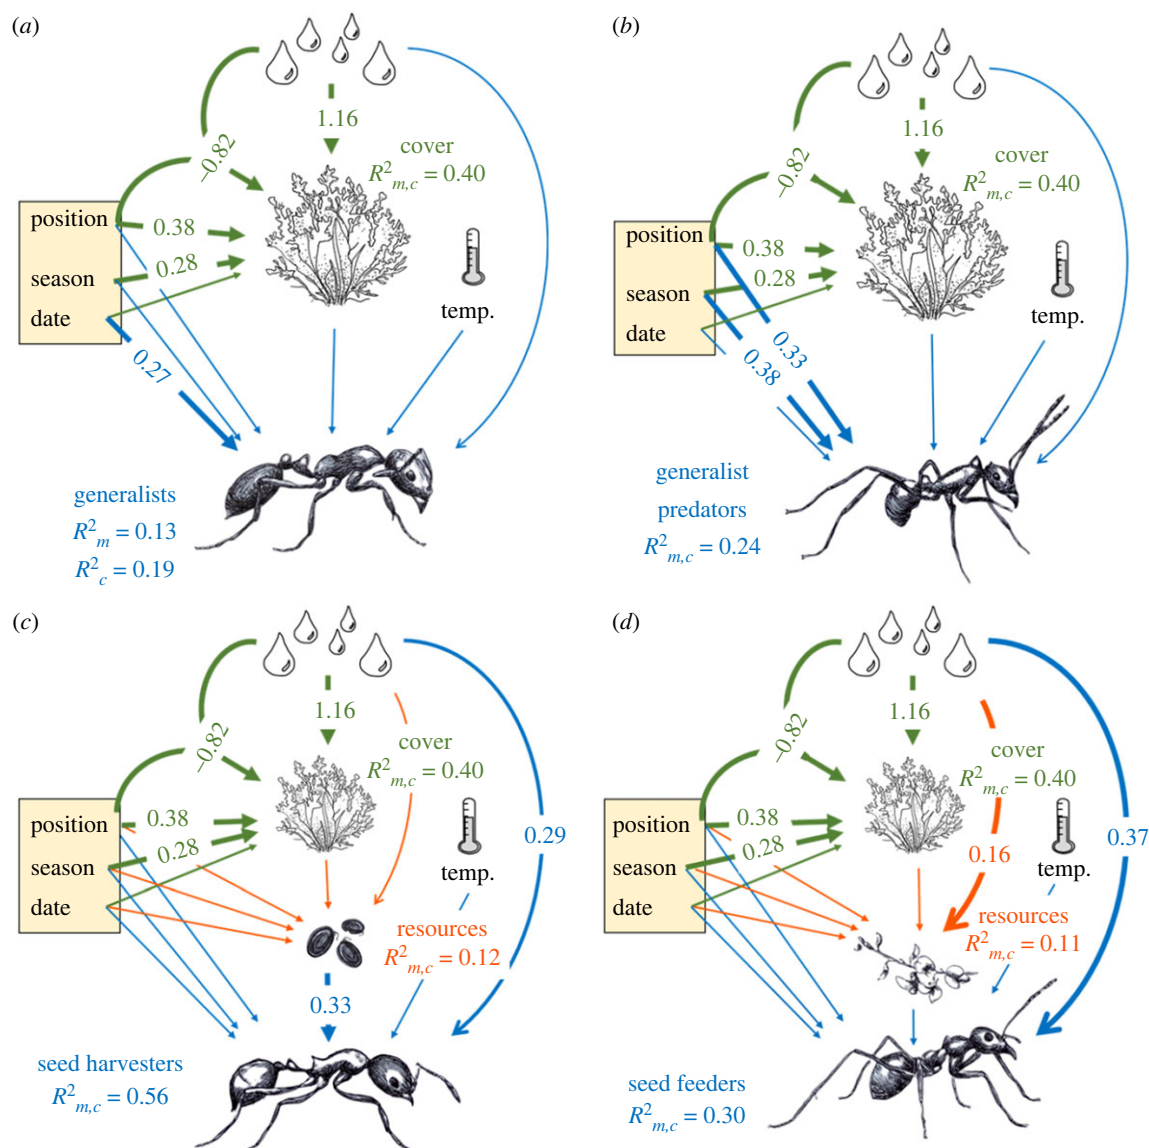 (a)
1.16
–0.82
cover
R²m,c = 0.40
position
0.38
season
0.28
date
temp.
0.27
generalists
R²m = 0.13
R²c = 0.19
(b)
1.16
–0.82
cover
R²m,c = 0.40
position
0.38
season
0.28
date
temp.
0.33
0.38
generalist
predators
R²m,c = 0.24
(c)
1.16
–0.82
cover
R²m,c = 0.40
position
0.38
season
0.28
date
0.29
temp.
resources
R²m,c = 0.12
0.33
seed harvesters
R²m,c = 0.56
(d)
1.16
–0.82
cover
R²m,c = 0.40
position
0.38
season
0.28
date
0.37
0.16
temp.
resources
R²m,c = 0.11
seed feeders
R²m,c = 0.30